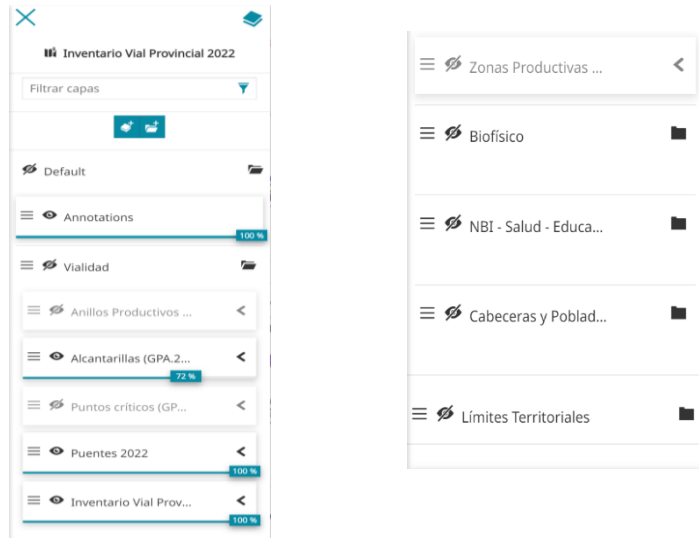 Inventario Vial Provincial 2022
Filtrar capas
Default
Annotations
100 %
Vialidad
Anillos Productivos ...
Alcantarillas (GPA.2...
72 %
Puntos críticos (GP...
Puentes 2022
100 %
Inventario Vial Prov...
100 %
Zonas Productivas ...
Biofísico
NBI - Salud - Educa...
Cabeceras y Poblad...
Límites Territoriales